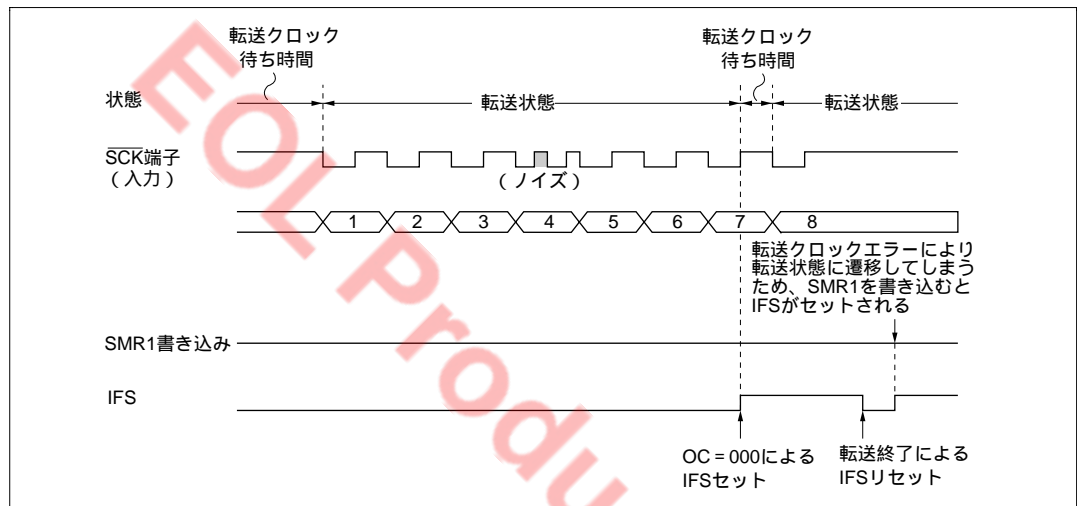 転送クロック
待ち時間
転送クロック
待ち時間
状態
転送状態
転送状態
SCK端子
(入力)
(ノイズ)
1 2 3 4 5 6 7 8
転送クロックエラーにより
転送状態に遷移してしまう
ため、SMR1を書き込むと
IFSがセットされる
SMR1書き込み
IFS
OC = 000による
IFSセット
転送終了による
IFSリセット
EOL Produ